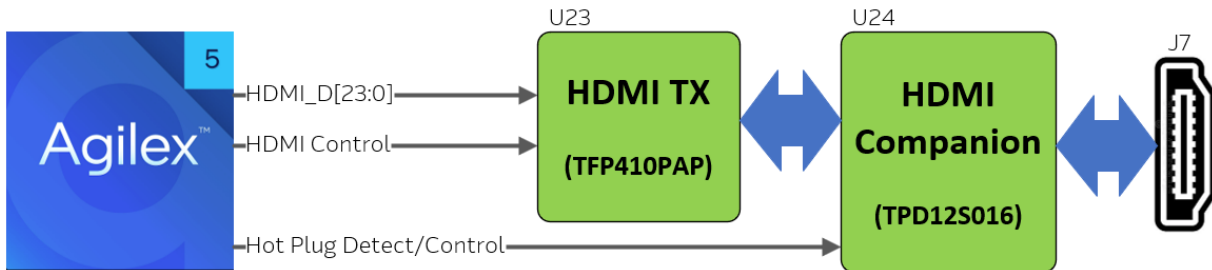 U23
U24
J7
5
Agilex™
HDMI_D[23:0]
HDMI Control
Hot Plug Detect/Control
HDMI TX
(TFP410PAP)
HDMI
Companion
(TPD12S016)